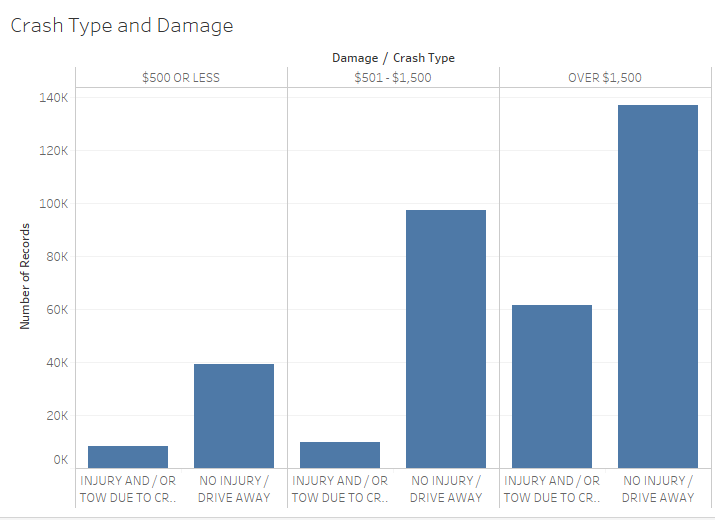 Crash Type and Damage
Damage / Crash Type
$500 OR LESS
$501 - $1,500
OVER $1,500
140K
120K
100K
80K
60K
40K
20K
0K
Number of Records
INJURY AND / OR
TOW DUE TO CR..
NO INJURY /
DRIVE AWAY
INJURY AND / OR
TOW DUE TO CR..
NO INJURY /
DRIVE AWAY
INJURY AND / OR
TOW DUE TO CR..
NO INJURY /
DRIVE AWAY